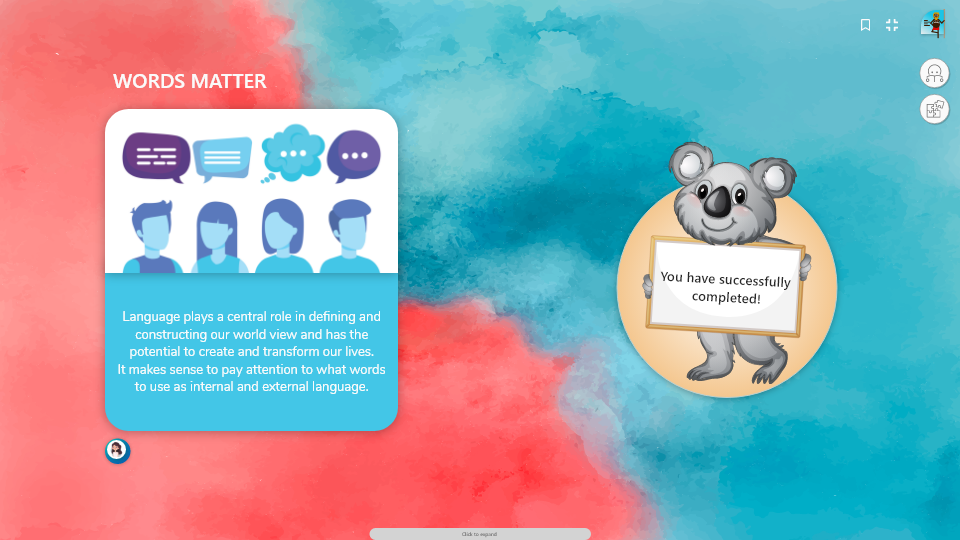 WORDS MATTER
Language plays a central role in defining and
constructing our world view and has the
potential to create and transform our lives.
It makes sense to pay attention to what words
to use as internal and external language.
You have successfully
completed!
Click to expand